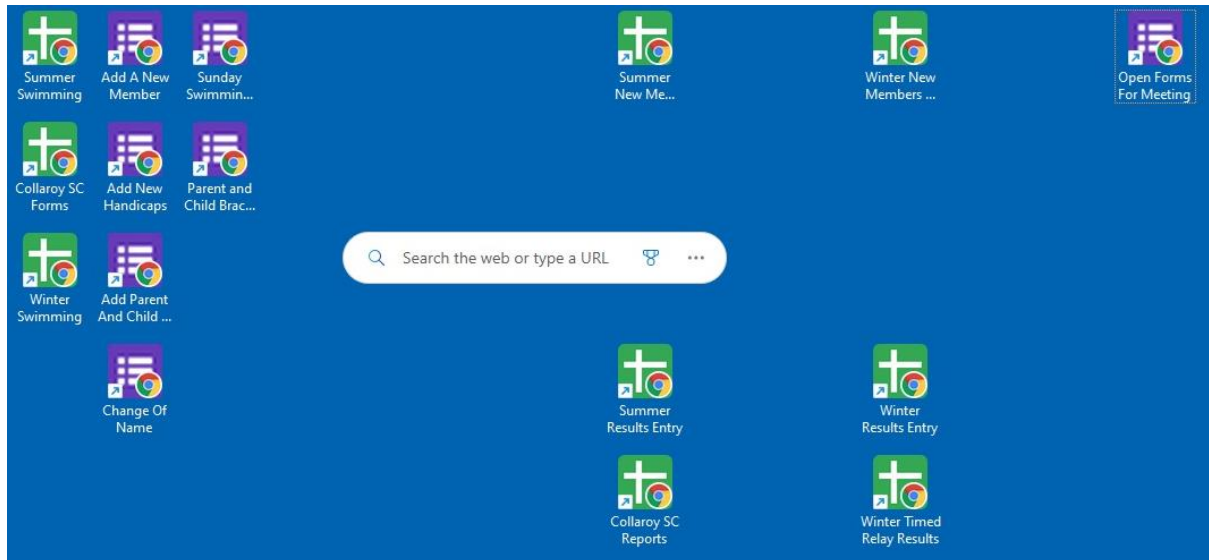 Summer
Swimming
Add A New
Member
Sunday
Swimmin...
Summer
New Me...
Winter New
Members ...
Open Forms
For Meeting
Collaroy SC
Forms
Add New
Handicaps
Parent and
Child Brac...
Search the web or type a URL
Winter
Swimming
Add Parent
And Child ...
Change Of
Name
Summer
Results Entry
Winter
Results Entry
Collaroy SC
Reports
Winter Timed
Relay Results